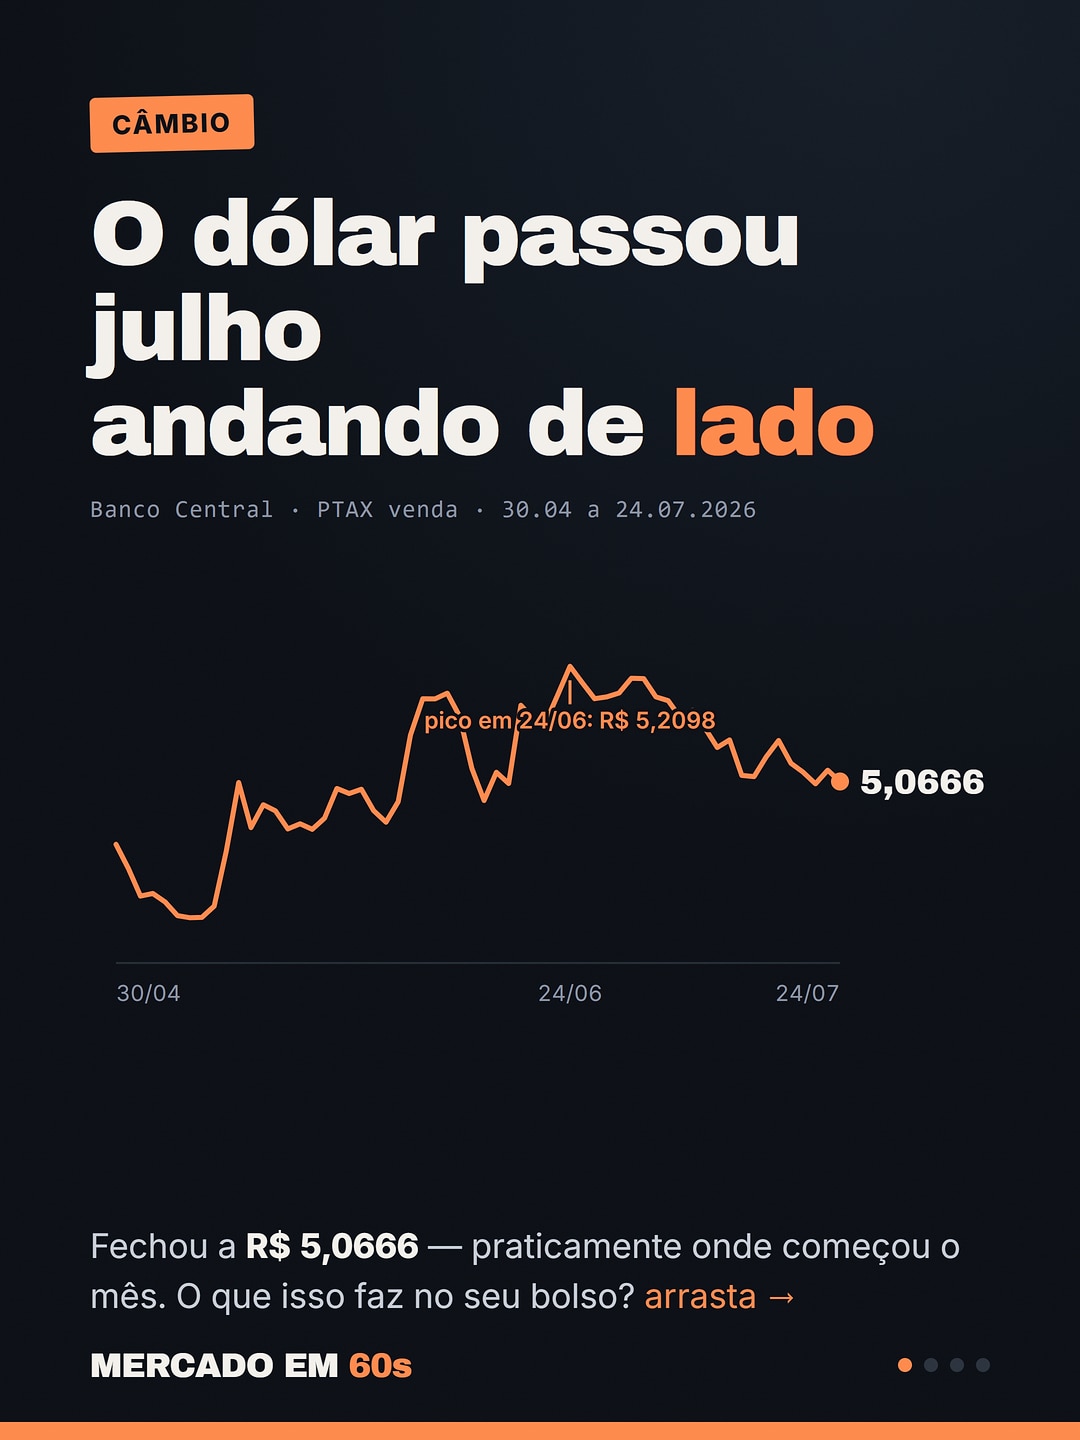 CÂMBIO
O dólar passou
julho
andando de lado
Banco Central · PTAX venda · 30.04 a 24.07.2026
pico em 24/06: R$ 5,2098
5,0666
30/04
24/06
24/07
Fechou a R$ 5,0666 — praticamente onde começou o
mês. O que isso faz no seu bolso? arrasta →
MERCADO EM 60s